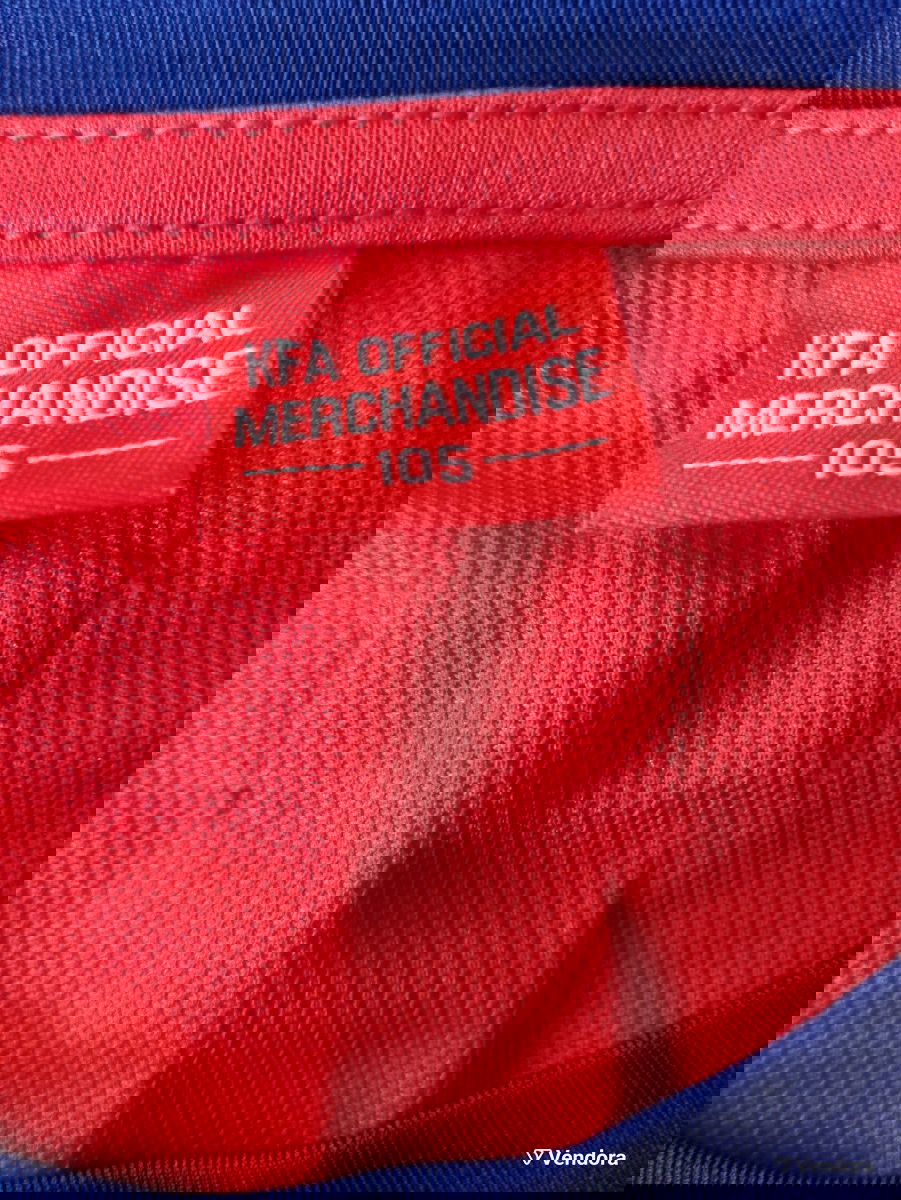 KFA OFFICIAL
MERCHANDISE
105
Vendora